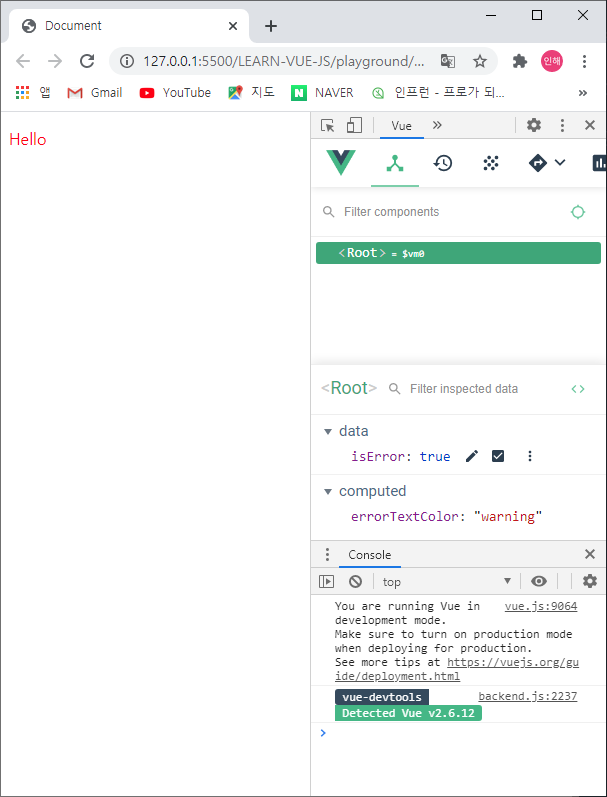 Document
127.0.0.1:5500/LEARN-VUE-JS/playground/...
인해
앱
Gmail
YouTube
지도
NAVER
인프런 - 프로가 되...
»
Hello
Vue
»
Filter components
<Root> = $vm0
<Root>
Filter inspected data
data
isError: true
computed
errorTextColor: "warning"
Console
top
You are running Vue in vue.js:9064
development mode.
Make sure to turn on production mode
when deploying for production.
See more tips at https://vuejs.org/gu
ide/deployment.html
vue-devtools backend.js:2237
Detected Vue v2.6.12
>